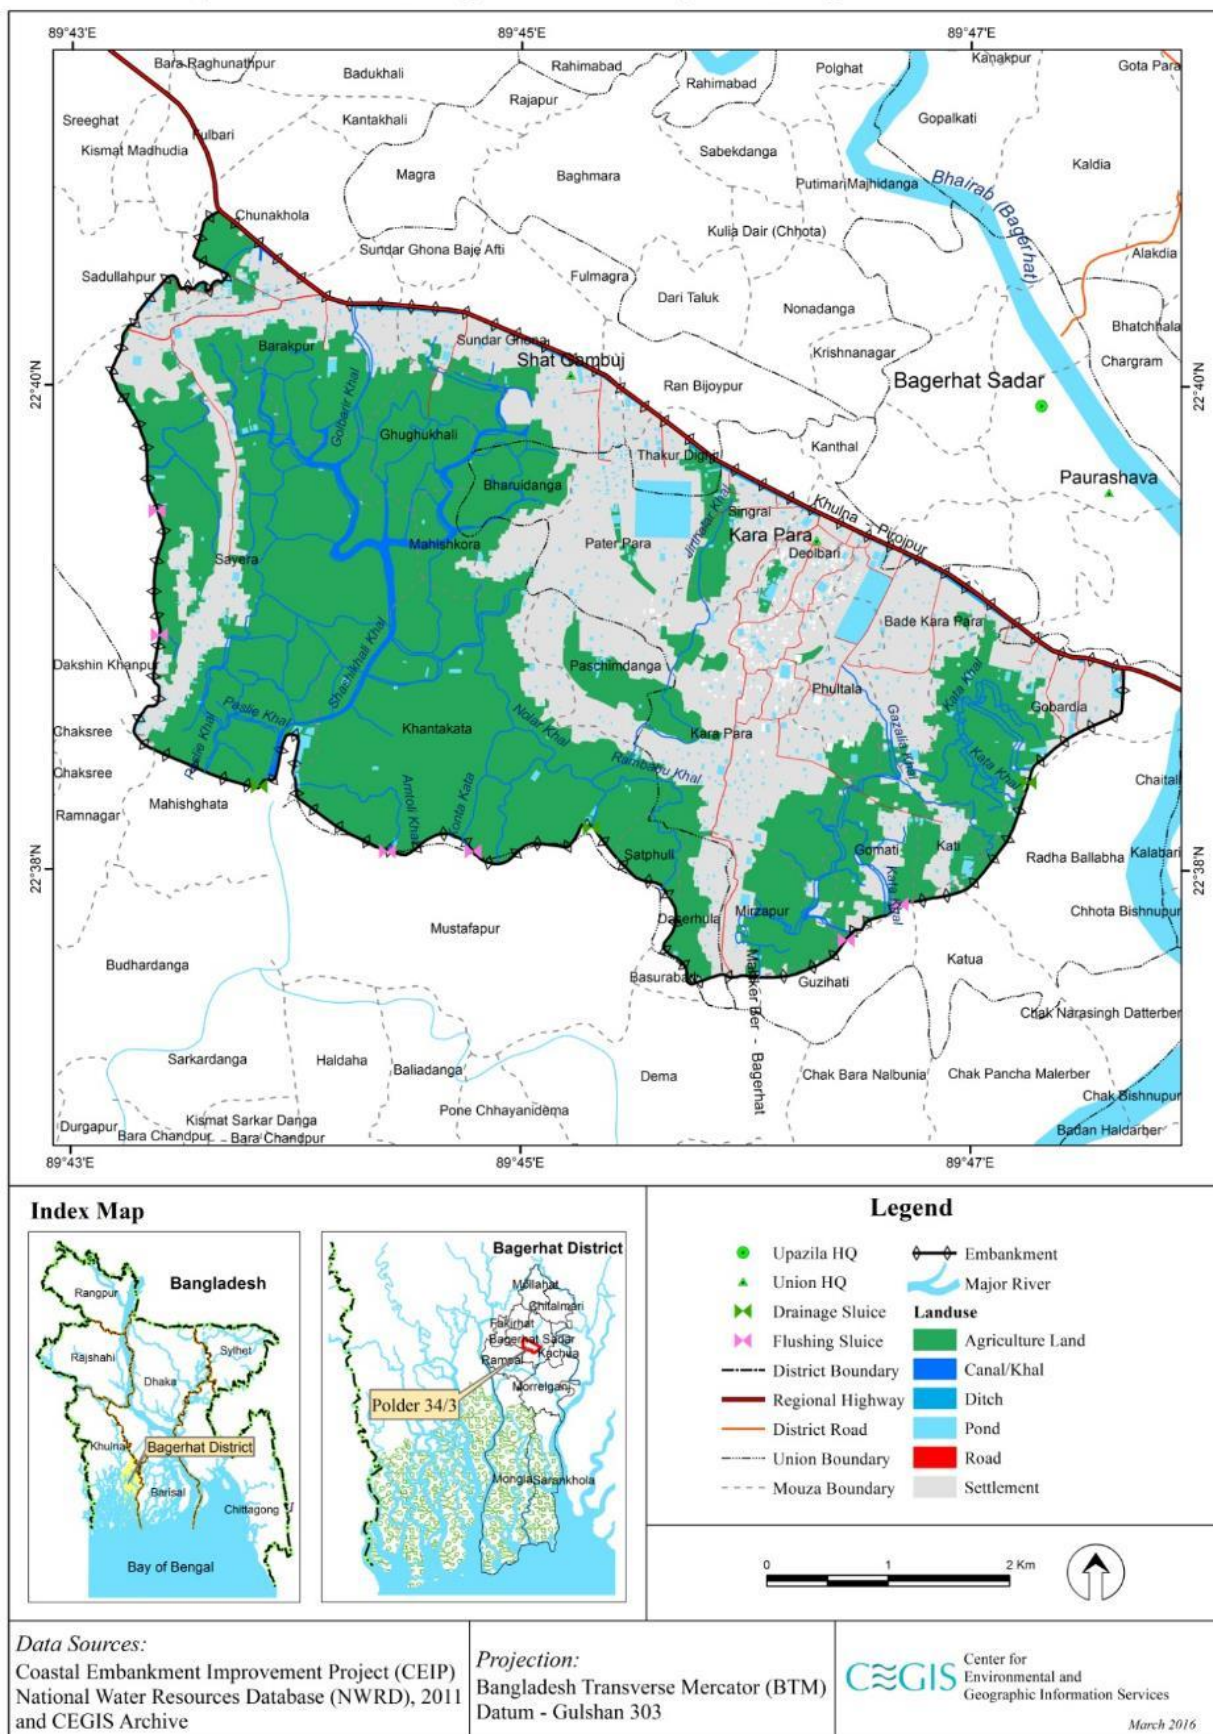 89°43'E
89°45'E
89°47'E
Bara Raghunathpur
Badukhali
Rahimabad
Polghat
Kanakpur
Gota Para
Rahimabad
Rajapur
Kantakhali
Gopalkati
Sreeghat
Fulbari
Kismat Madhudia
Sabekdanga
Kaldia
Magra
Baghmara
Putimari
Majhidanga
Bhairab (Bagerhat)
Chunakhola
Kulia Dair (Chhota)
Sundar Ghona Baje Afti
Alakdia
Sadullahpur
Fulmagra
Dari Taluk
Nonadanga
Bhatchhala
Barakpur
Sundar Ghona
Krishnanagar
Chargram
Shat Gambuj
22°40'N
Ran Bijoypur
Bagerhat Sadar
22°40'N
Golbarir Khal
Ghughukhali
Kanthal
Thakur Dighi
Paurashava
Bharuidanga
Khulna - Pirojpur
Singral
Jinnatar Khal
Kara Para
Mahishkora
Pater Para
Deolbari
Sayera
Bade Kara Para
Shashikhali Khal
Dakshin Khanpur
Paschimdanga
Kata Khal
Phultala
Gobardia
Paslie Khal
Nolar Khal
Gazalia Khal
Chaksree
Khantakata
Kara Para
Paslie Khal
Rambanu Khal
Kata Khal
Chaksree
Chaitali
Mahishghata
Amtoli Khal
Konta Kata
Ramnagar
Satphull
Gomati
Kati
Radha Ballabha
Kalabari
22°38'N
22°38'N
Kata Khal
Daserhula
Mirzapur
Chhota Bishnupur
Mustafapur
Budhardanga
Basurabad
Guzihati
Katua
Malliker Ber - Bagerhat
Chak Narasingh Datterber
Sarkardanga
Haldaha
Baliadanga
Dema
Chak Bara Nalbunia
Chak Pancha Malerber
Chak Bishnupur
Pone Chhayanidema
Kismat Sarkar Danga
Durgapur
Bara Chandpur
Bara Chandpur
Badan Haldarber
89°43'E
89°45'E
89°47'E
Index Map
Bangladesh
Rangpur
Rajshahi
Sylhet
Dhaka
Khulna
Bagerhat District
Barisal
Chittagong
Bay of Bengal
Bagerhat District
Mollahat
Chitalmari
Fakirhat
Bagerhat Sadar
Kachua
Rampal
Morrelganj
Polder 34/3
Mongla
Sarankhola
Legend
Upazila HQ
Union HQ
Drainage Sluice
Flushing Sluice
District Boundary
Regional Highway
District Road
Union Boundary
Mouza Boundary
Embankment
Major River
Landuse
Agriculture Land
Canal/Khal
Ditch
Pond
Road
Settlement
0 1 2 Km
Data Sources:
Coastal Embankment Improvement Project (CEIP)
National Water Resources Database (NWRD), 2011
and CEGIS Archive
Projection:
Bangladesh Transverse Mercator (BTM)
Datum - Gulshan 303
CEGIS
Center for
Environmental and
Geographic Information Services
March 2016